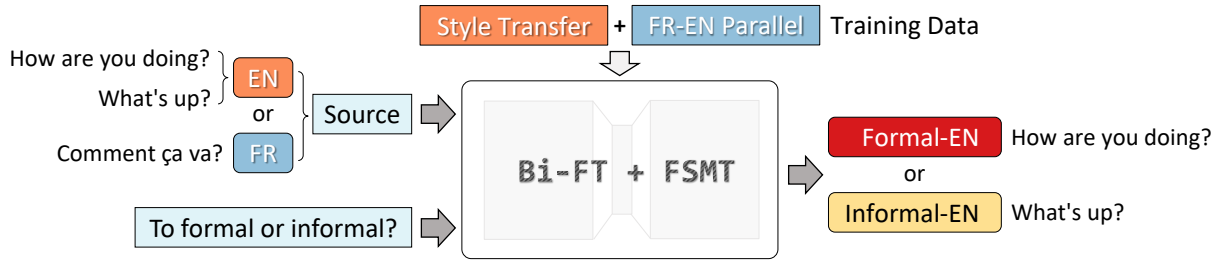 Style Transfer + FR-EN Parallel Training Data
How are you doing?
What's up?
EN
or
Comment ça va?
FR
Source
To formal or informal?
Bi-FT + FSMT
Formal-EN How are you doing?
or
Informal-EN What's up?